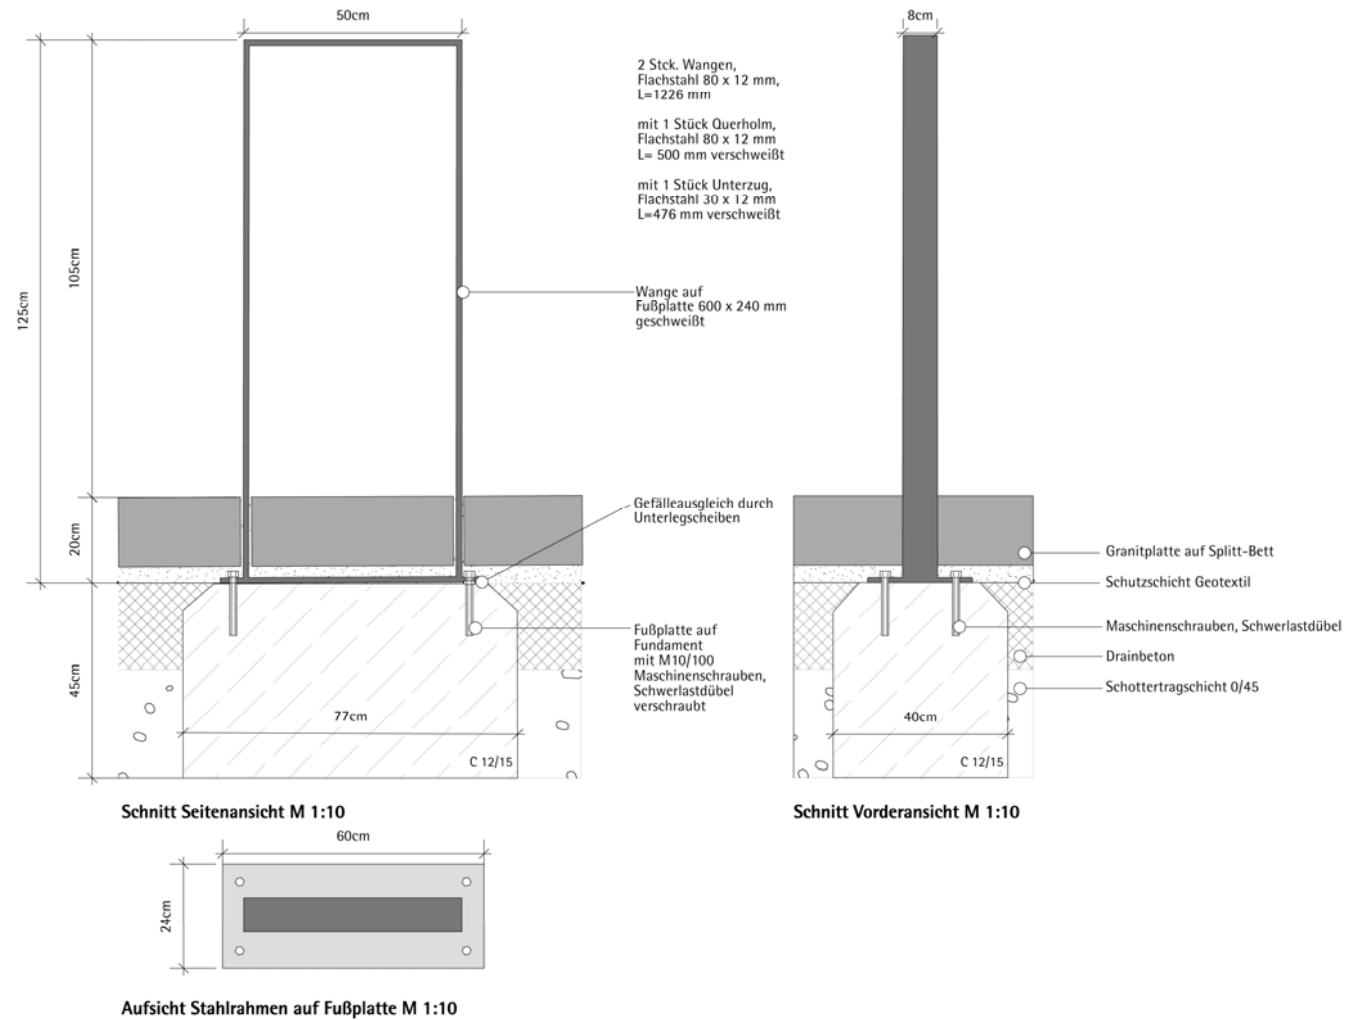 50cm
8cm
2 Stck. Wangen,
Flachstahl 80 x 12 mm,
L=1226 mm
mit 1 Stück Querholm,
Flachstahl 80 x 12 mm
L= 500 mm verschweißt
mit 1 Stück Unterzug,
Flachstahl 30 x 12 mm
L=476 mm verschweißt
125cm
105cm
Wange auf
Fußplatte 600 x 240 mm
geschweißt
20cm
Gefälleausgleich durch
Unterlegscheiben
Granitplatte auf Splitt-Bett
Schutzschicht Geotextil
45cm
Fußplatte auf
Fundament
mit M10/100
Maschinenschrauben,
Schwerlastdübel
verschraubt
Maschinenschrauben, Schwerlastdübel
Drainbeton
Schottertragschicht 0/45
77cm
40cm
C 12/15
C 12/15
Schnitt Seitenansicht M 1:10
Schnitt Vorderansicht M 1:10
60cm
24cm
Aufsicht Stahlrahmen auf Fußplatte M 1:10